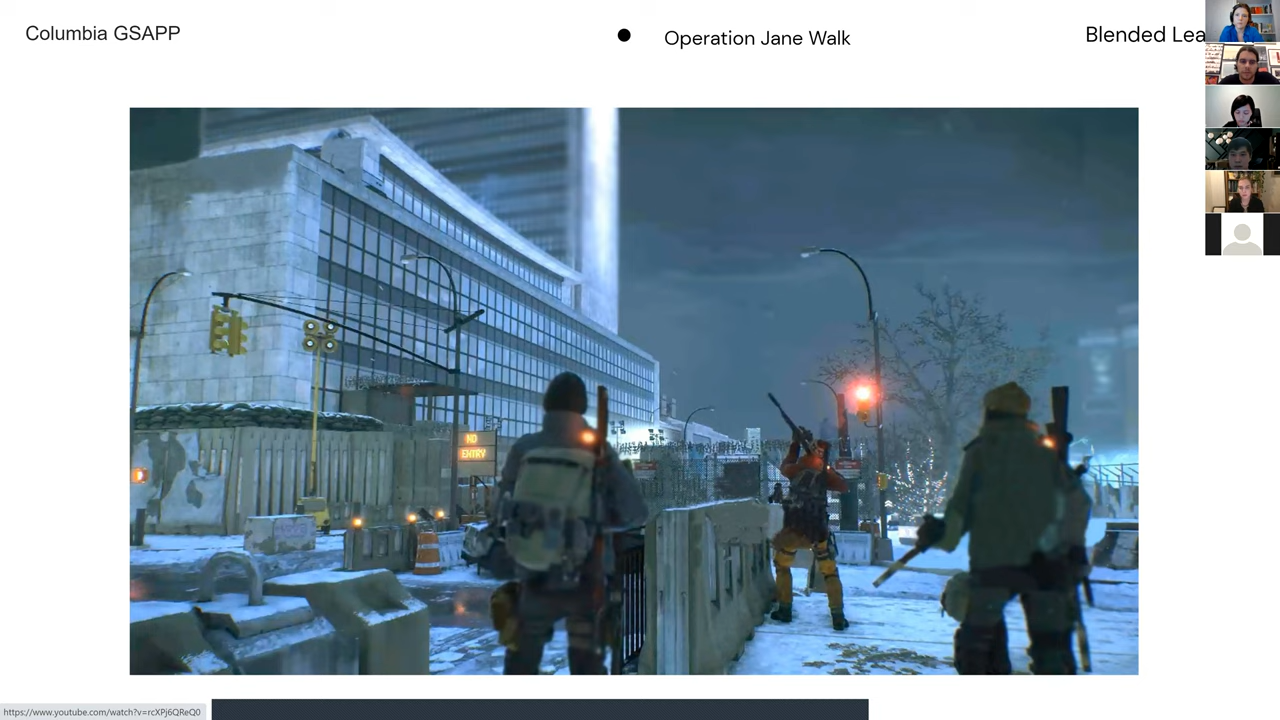 Columbia GSAPP
Operation Jane Walk
Blended Lea
NO
ENTRY
https://www.youtube.com/watch?v=rcXPj6QReQ0